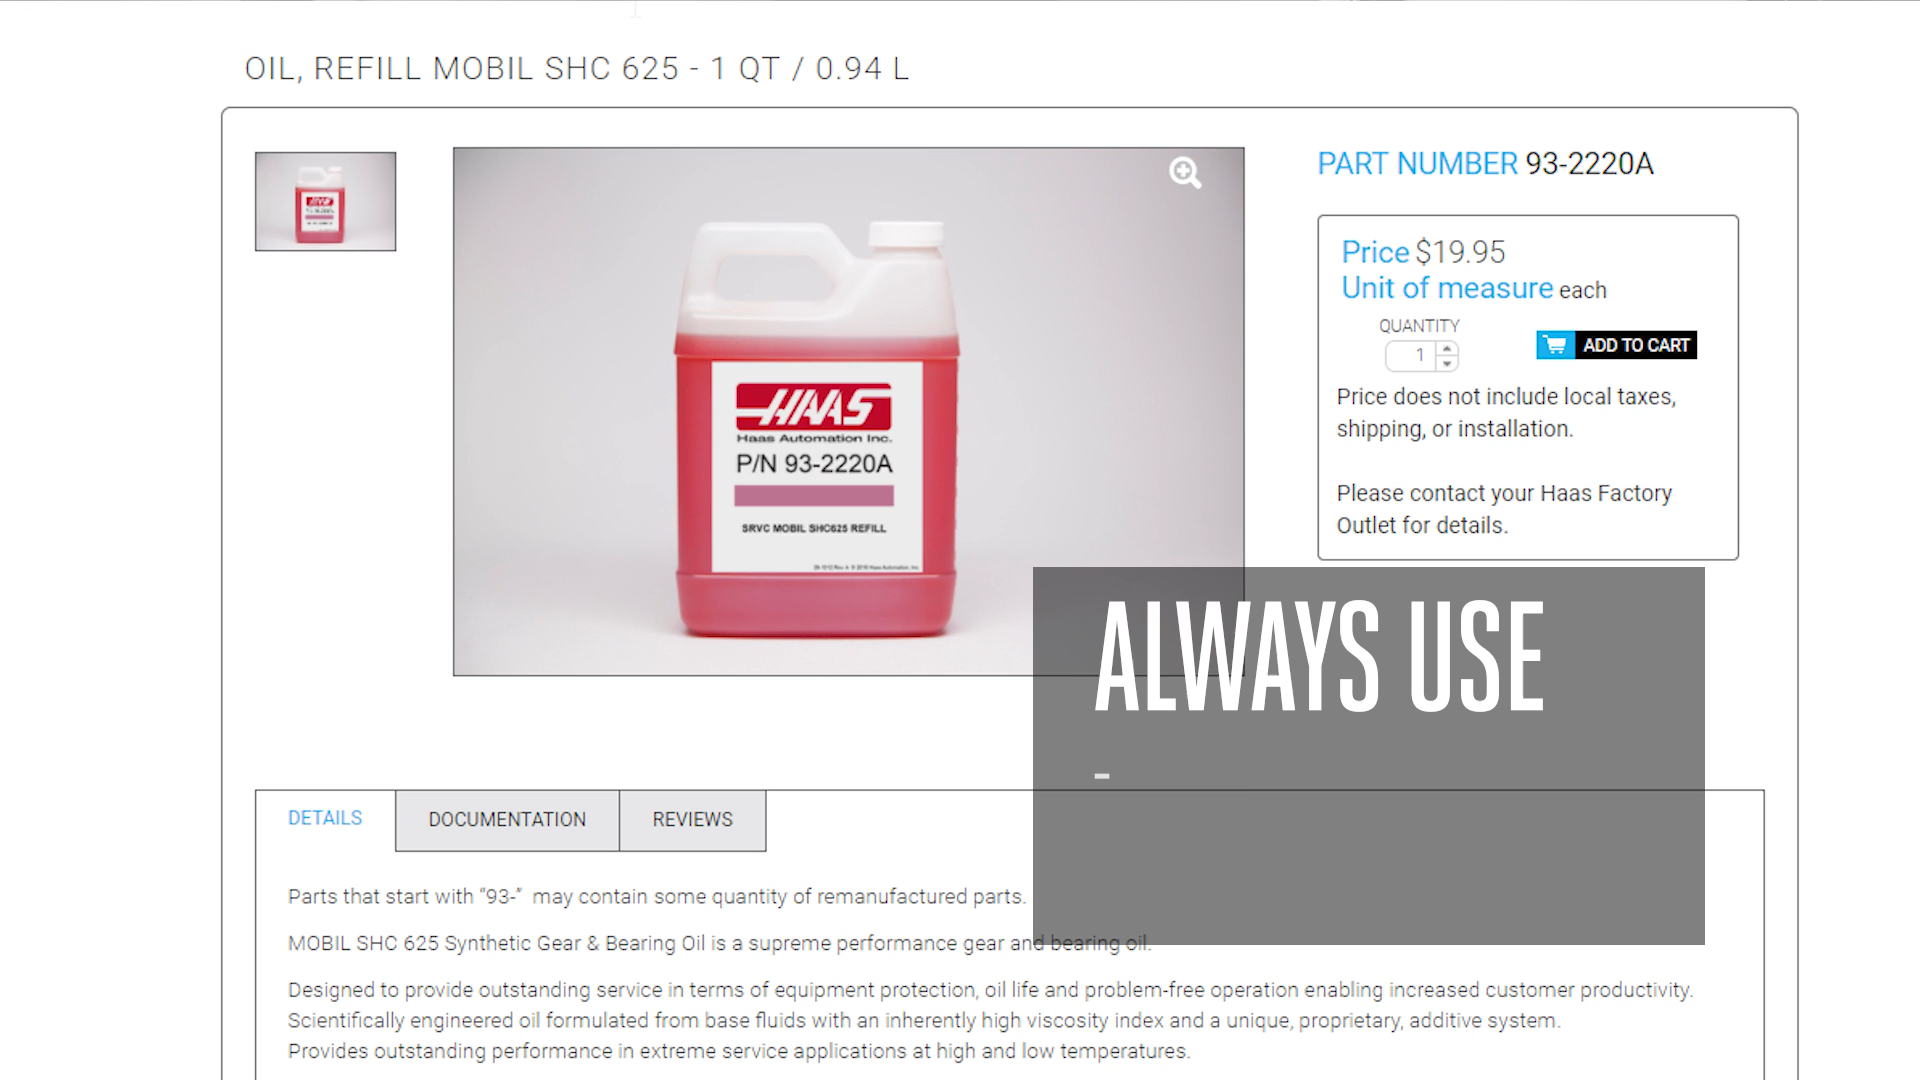 OIL, REFILL MOBIL SHC 625 - 1 QT / 0.94 L
PART NUMBER 93-2220A
Price $19.95
Unit of measure each
QUANTITY
1
ADD TO CART
Price does not include local taxes,
shipping, or installation.
Please contact your Haas Factory
Outlet for details.
HAAS
Haas Automation Inc.
P/N 93-2220A
SRVC MOBIL SHC625 REFILL
ALWAYS USE
-
DETAILS
DOCUMENTATION
REVIEWS
Parts that start with “93-” may contain some quantity of remanufactured parts.
MOBIL SHC 625 Synthetic Gear & Bearing Oil is a supreme performance gear and bearing oil.
Designed to provide outstanding service in terms of equipment protection, oil life and problem-free operation enabling increased customer productivity.
Scientifically engineered oil formulated from base fluids with an inherently high viscosity index and a unique, proprietary, additive system.
Provides outstanding performance in extreme service applications at high and low temperatures.